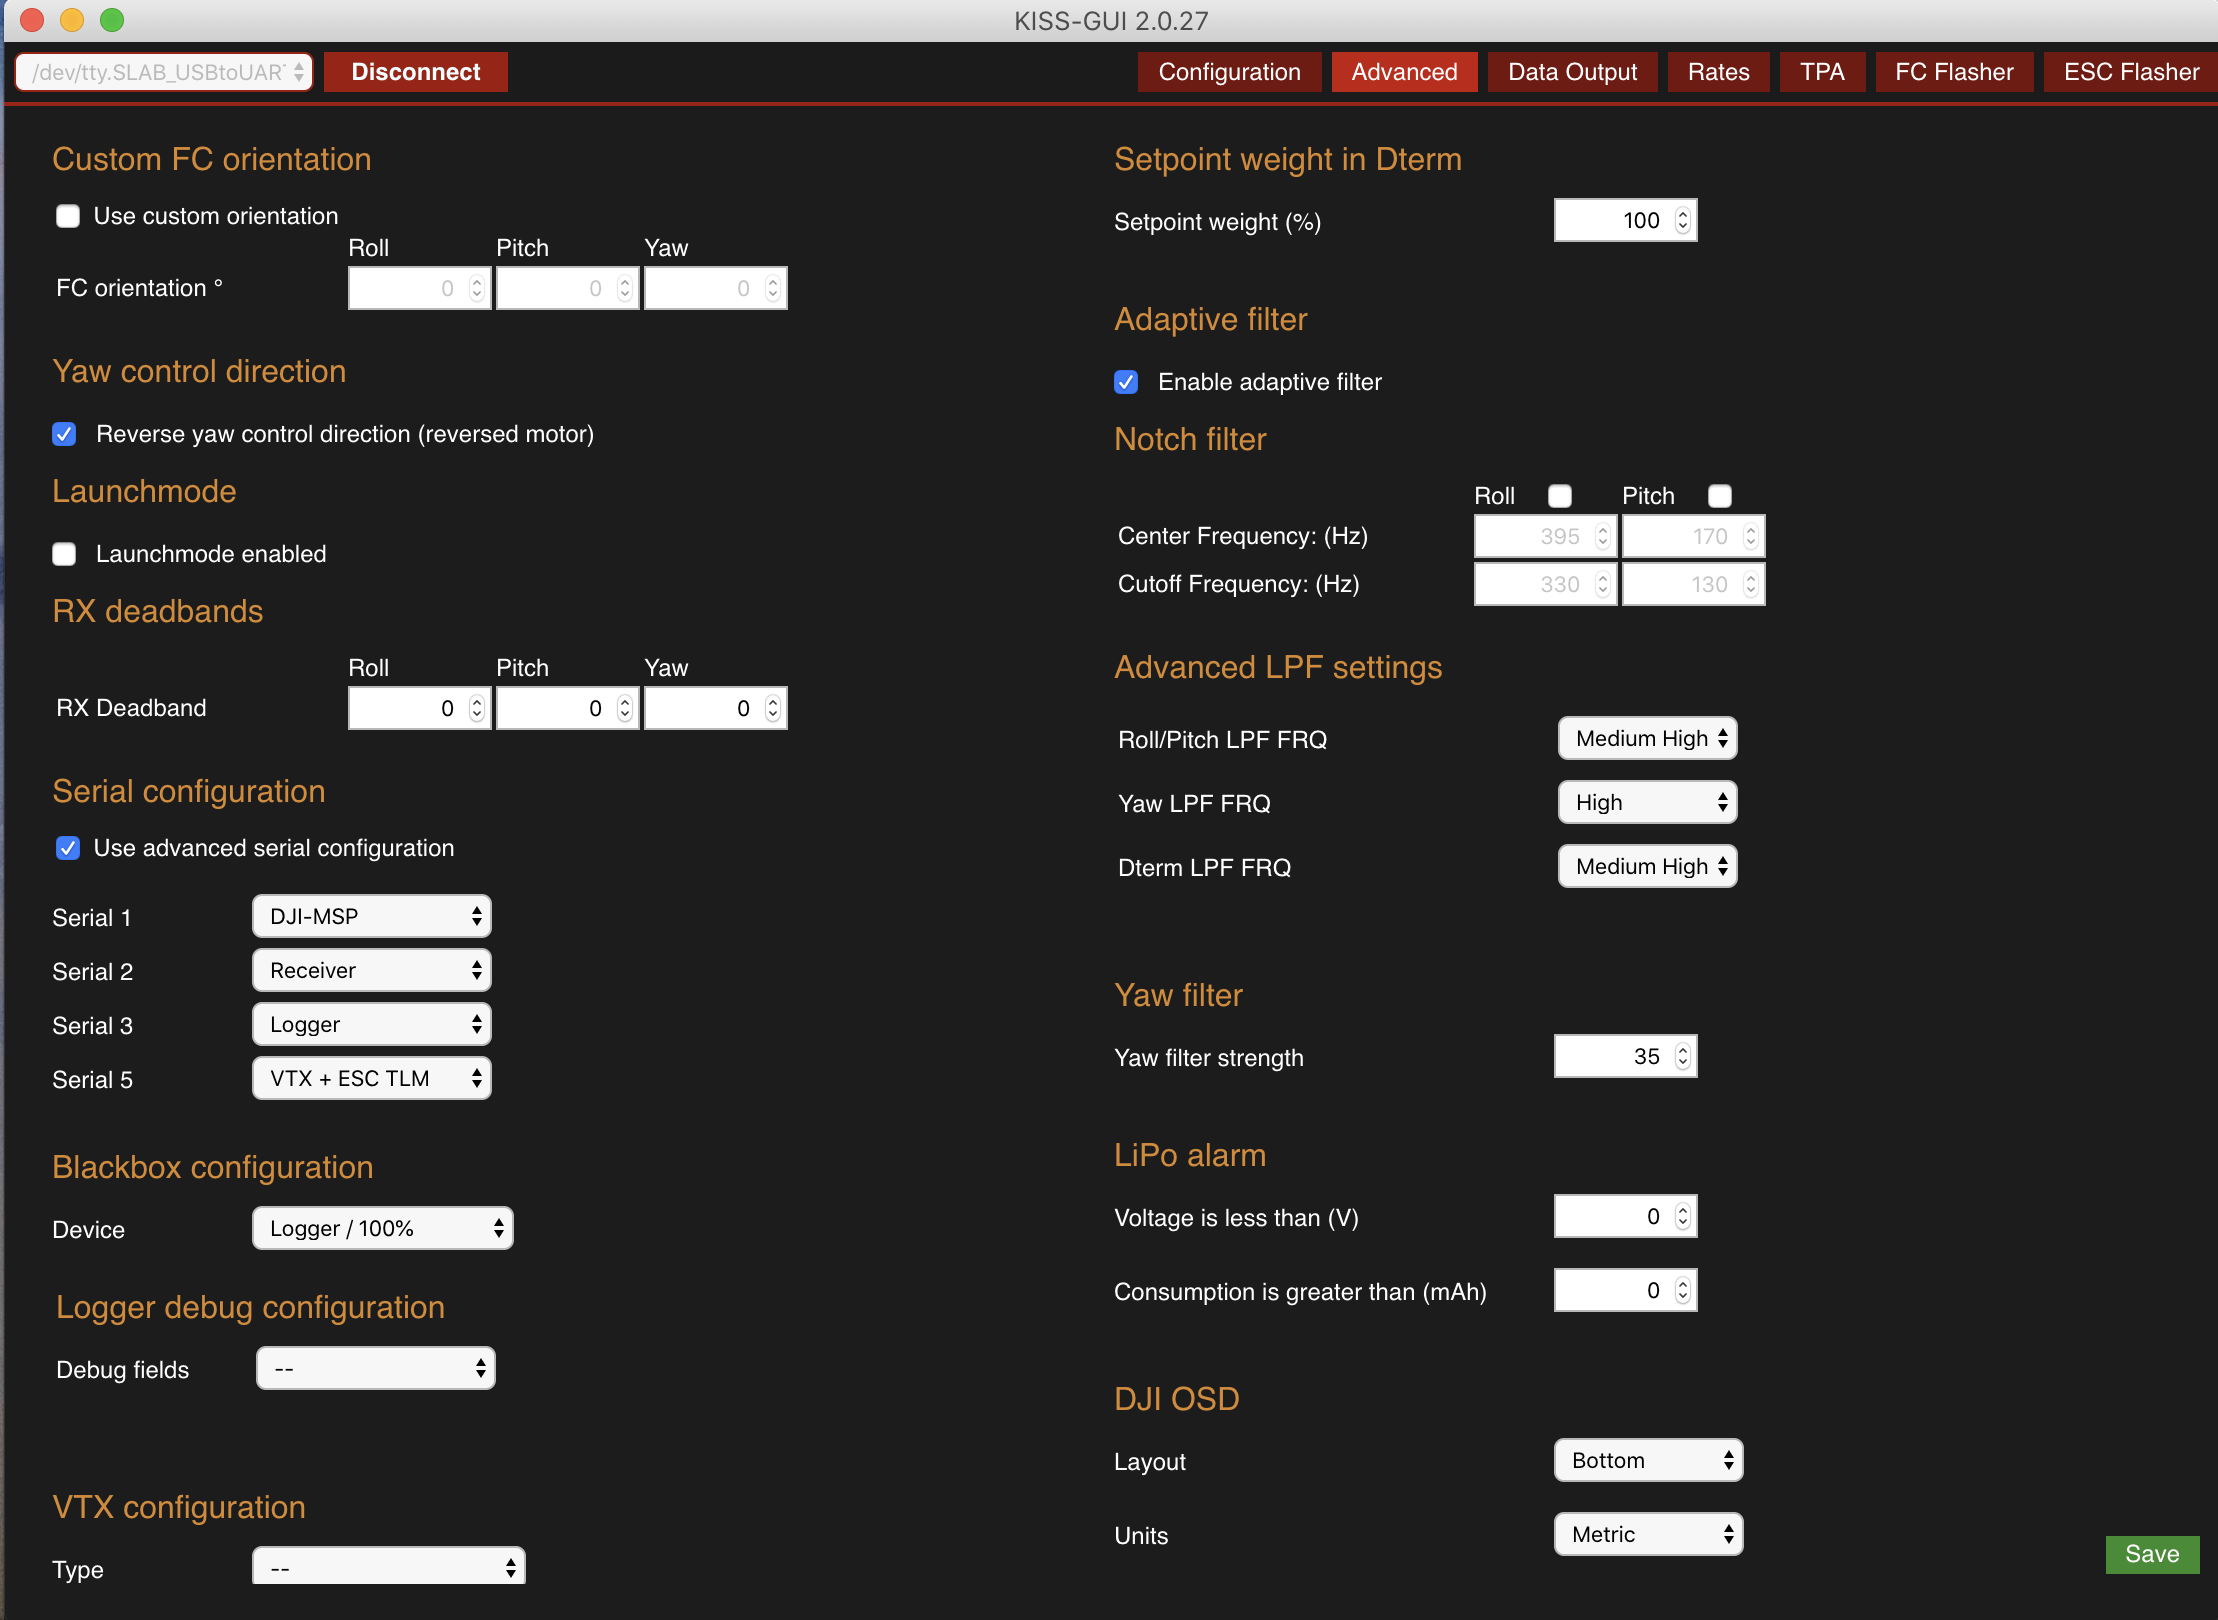 KISS-GUI 2.0.27
/dev/tty.SLAB_USBtoUART Disconnect Configuration Advanced Data Output Rates TPA FC Flasher ESC Flasher
Custom FC orientation
Use custom orientation
Roll Pitch Yaw
FC orientation ° 0 0 0
Yaw control direction
Reverse yaw control direction (reversed motor)
Launchmode
Launchmode enabled
RX deadbands
Roll Pitch Yaw
RX Deadband 0 0 0
Serial configuration
Use advanced serial configuration
Serial 1 DJI-MSP
Serial 2 Receiver
Serial 3 Logger
Serial 5 VTX + ESC TLM
Blackbox configuration
Device Logger / 100%
Logger debug configuration
Debug fields --
VTX configuration
Type --
Setpoint weight in Dterm
Setpoint weight (%) 100
Adaptive filter
Enable adaptive filter
Notch filter
Roll Pitch
Center Frequency: (Hz) 395 170
Cutoff Frequency: (Hz) 330 130
Advanced LPF settings
Roll/Pitch LPF FRQ Medium High
Yaw LPF FRQ High
Dterm LPF FRQ Medium High
Yaw filter
Yaw filter strength 35
LiPo alarm
Voltage is less than (V) 0
Consumption is greater than (mAh) 0
DJI OSD
Layout Bottom
Units Metric
Save